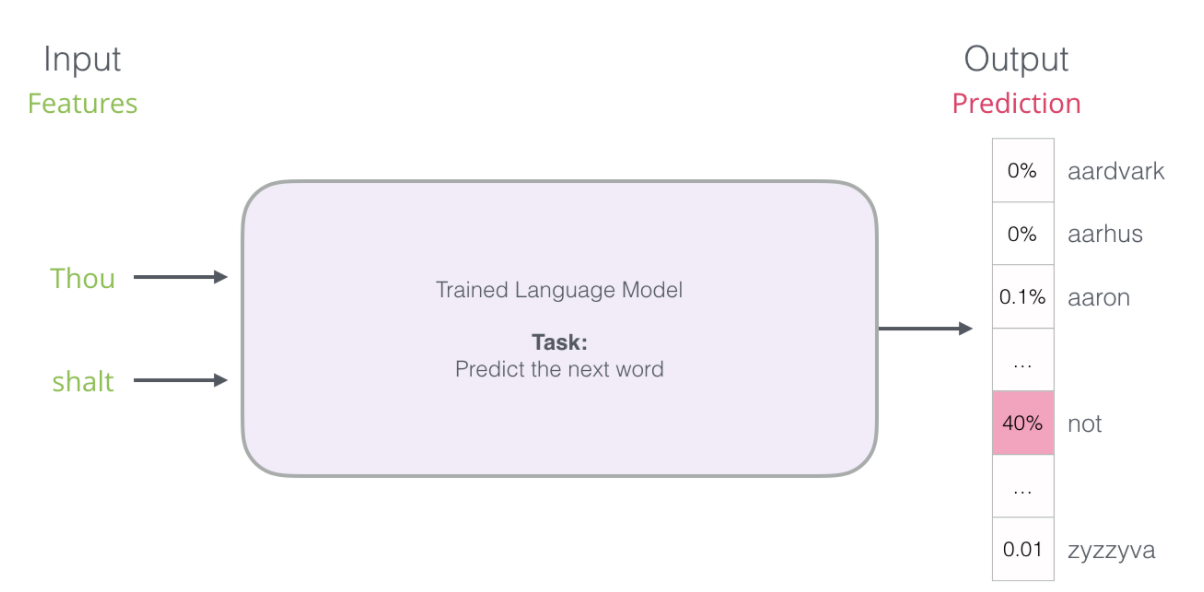 Input
Features
Thou
shalt
Trained Language Model
Task:
Predict the next word
Output
Prediction
0% aardvark
0% aarhus
0.1% aaron
...
40% not
...
0.01 zyzzyva